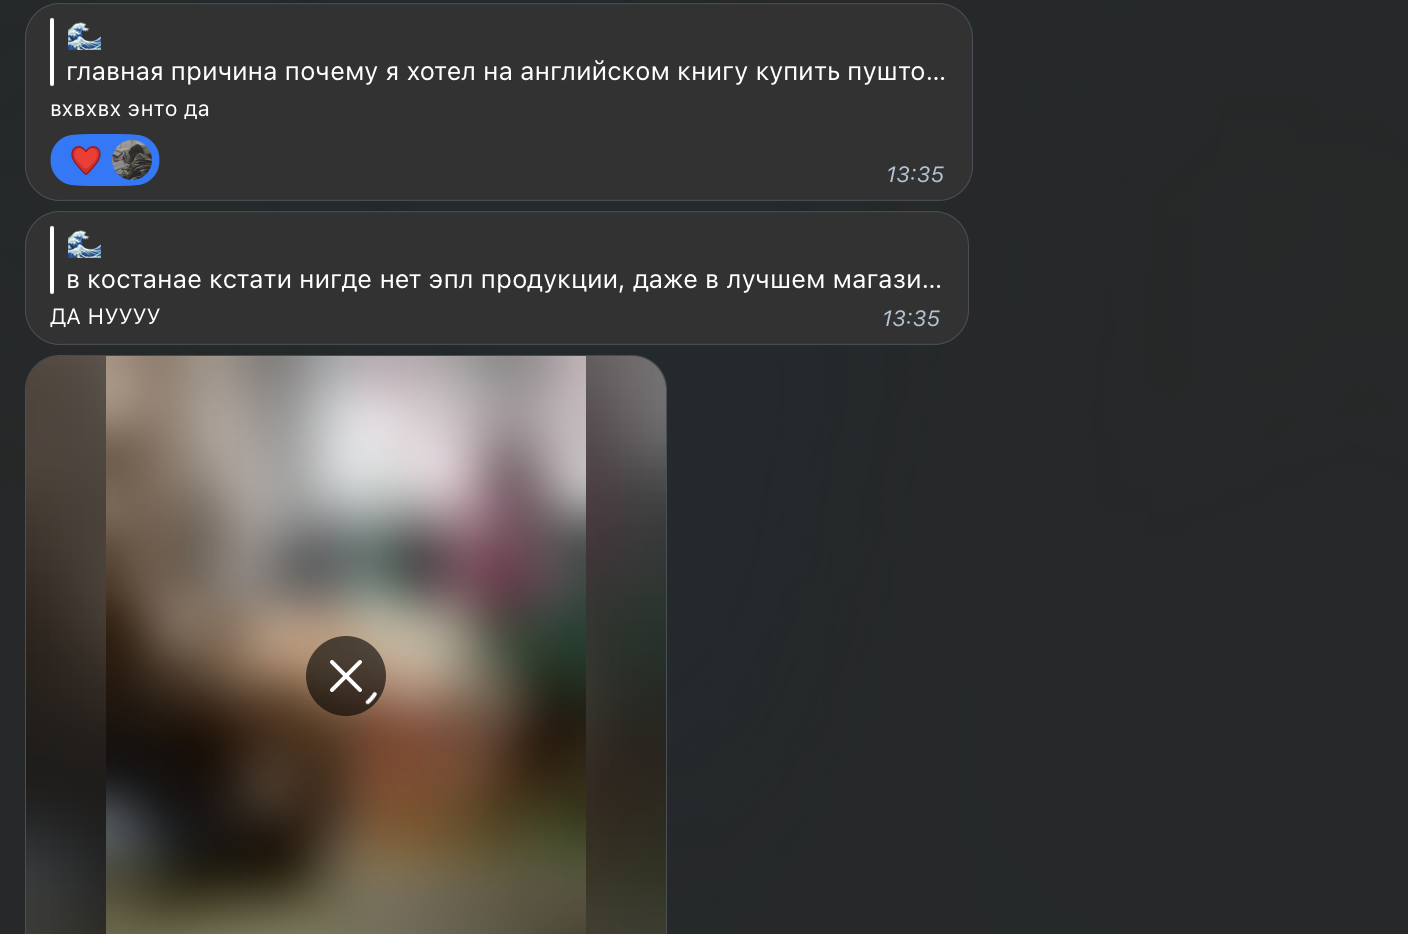 🌊
главная причина почему я хотел на английском книгу купить пушто...
вхвхвх энто да
13:35
🌊
в костанае кстати нигде нет эпл продукции, даже в лучшем магази...
ДА НУУУУ
13:35